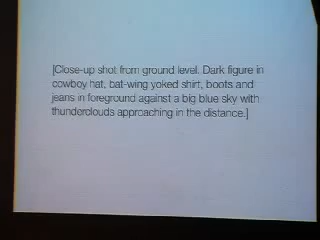 [Close-up shot from ground level. Dark figure in
cowboy hat, bat-wing yoked shirt, boots and
jeans in foreground against a big blue sky with
thunderclouds approaching in the distance.]